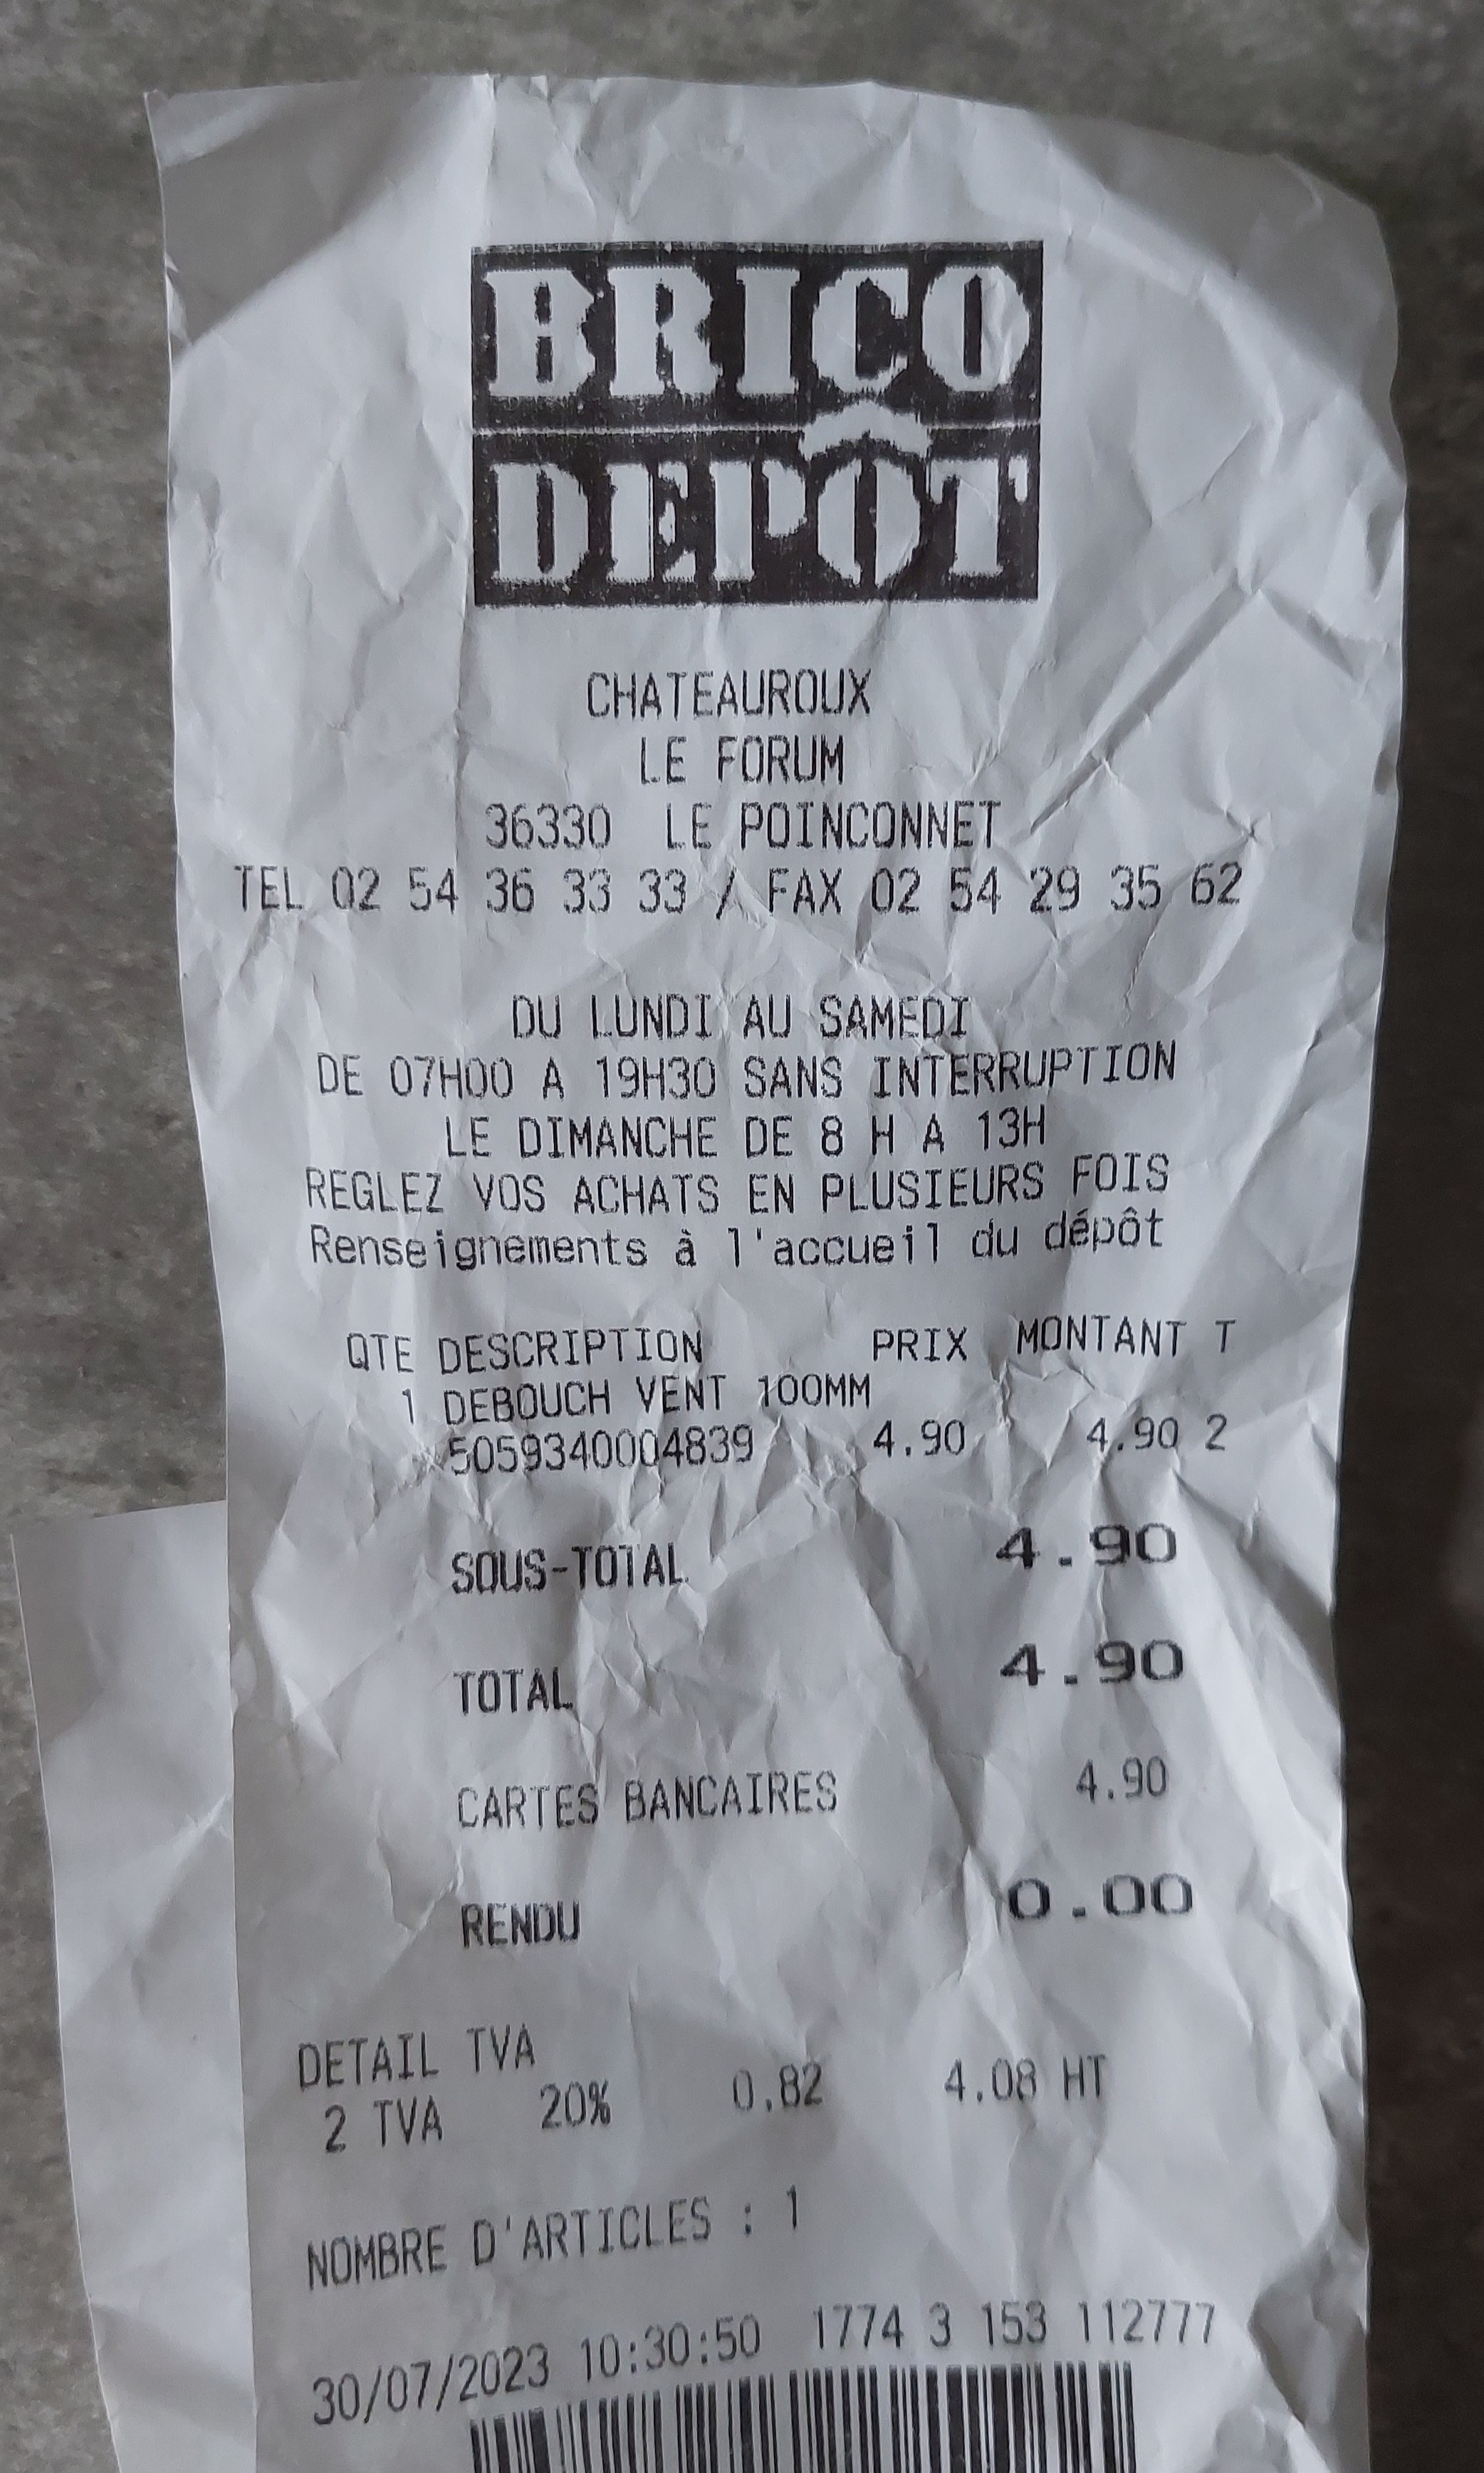 BRICO
DEPÔT
CHATEAUROUX
LE FORUM
36330 LE POINCONNET
TEL 02 54 36 33 33 / FAX 02 54 29 35 62
DU LUNDI AU SAMEDI
DE 07H00 A 19H30 SANS INTERRUPTION
LE DIMANCHE DE 8 H A 13H
REGLEZ VOS ACHATS EN PLUSIEURS FOIS
Renseignements à l'accueil du dépôt
QTE DESCRIPTION PRIX MONTANT T
1 DEBOUCH VENT 100MM
5059340004839 4.90 4.90 2
SOUS-TOTAL 4.90
TOTAL 4.90
CARTES BANCAIRES 4.90
RENDU 0.00
DETAIL TVA
2 TVA 20% 0.82 4.08 HT
NOMBRE D'ARTICLES : 1
30/07/2023 10:30:50 1774 3 153 112777